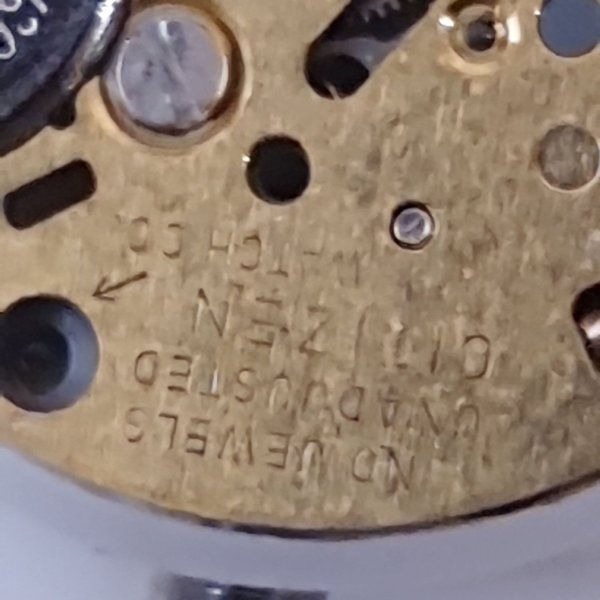 NO JEWELS
UNADJUSTED
CITIZEN
WATCH CO.